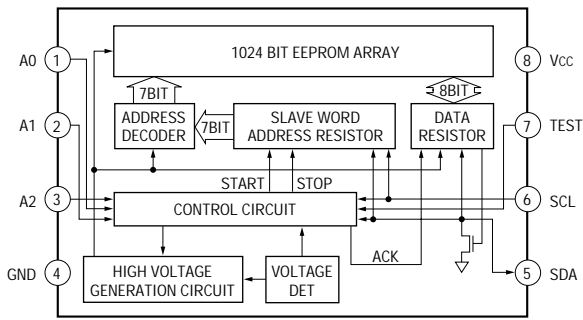 1024 BIT EEPROM ARRAY
A0
1
8
Vcc
7BIT
8BIT
A1
2
ADDRESS
DECODER
7BIT
SLAVE WORD
ADDRESS RESISTOR
DATA
RESISTOR
7
TEST
START
STOP
A2
3
CONTROL CIRCUIT
6
SCL
ACK
GND
4
HIGH VOLTAGE
GENERATION CIRCUIT
VOLTAGE
DET
5
SDA